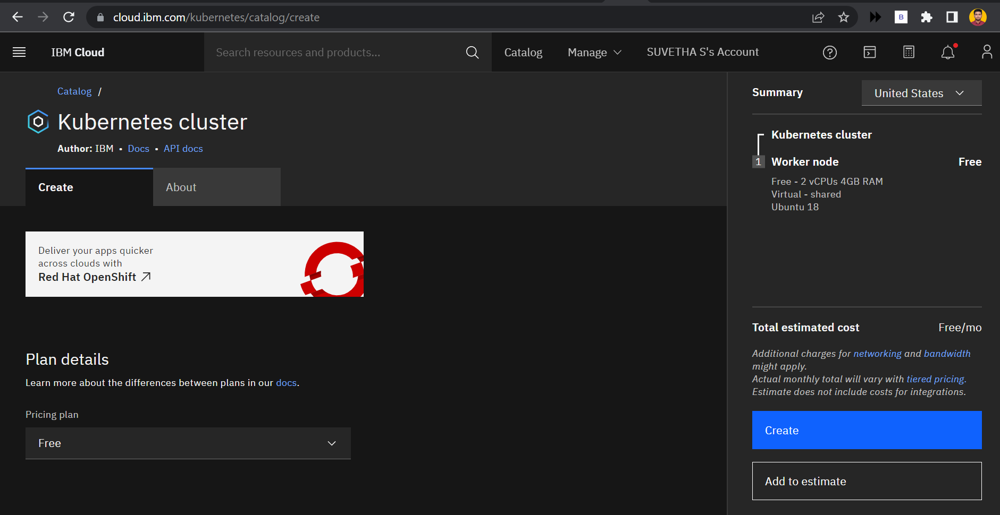 cloud.ibm.com/kubernetes/catalog/create
B
IBM Cloud
Search resources and products...
Catalog
Manage
SUVETHA S's Account
Catalog /
Kubernetes cluster
Author: IBM • Docs • API docs
Create
About
Deliver your apps quicker
across clouds with
Red Hat OpenShift
Plan details
Learn more about the differences between plans in our docs.
Pricing plan
Free
Summary
United States
Kubernetes cluster
1 Worker node Free
Free - 2 vCPUs 4GB RAM
Virtual - shared
Ubuntu 18
Total estimated cost Free/mo
Additional charges for networking and bandwidth
might apply.
Actual monthly total will vary with tiered pricing.
Estimate does not include costs for integrations.
Create
Add to estimate